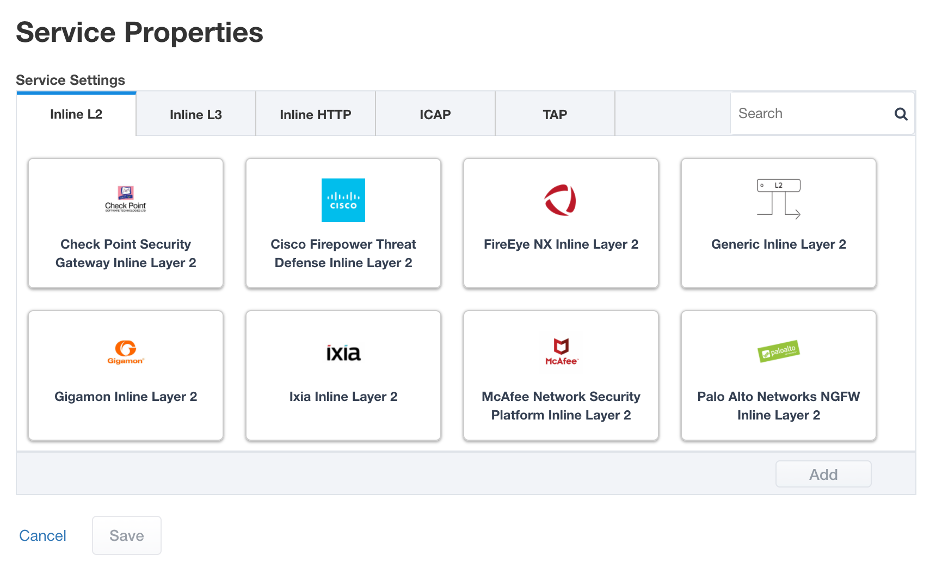 Service Properties
Service Settings
Inline L2
Inline L3
Inline HTTP
ICAP
TAP
Search
Check Point
SOFTWARE TECHNOLOGIES LTD
Check Point Security
Gateway Inline Layer 2
CISCO
Cisco Firepower Threat
Defense Inline Layer 2
FireEye NX Inline Layer 2
L2
Generic Inline Layer 2
Gigamon
Gigamon Inline Layer 2
ixia
Ixia Inline Layer 2
McAfee
McAfee Network Security
Platform Inline Layer 2
paloalto
Palo Alto Networks NGFW
Inline Layer 2
Add
Cancel
Save